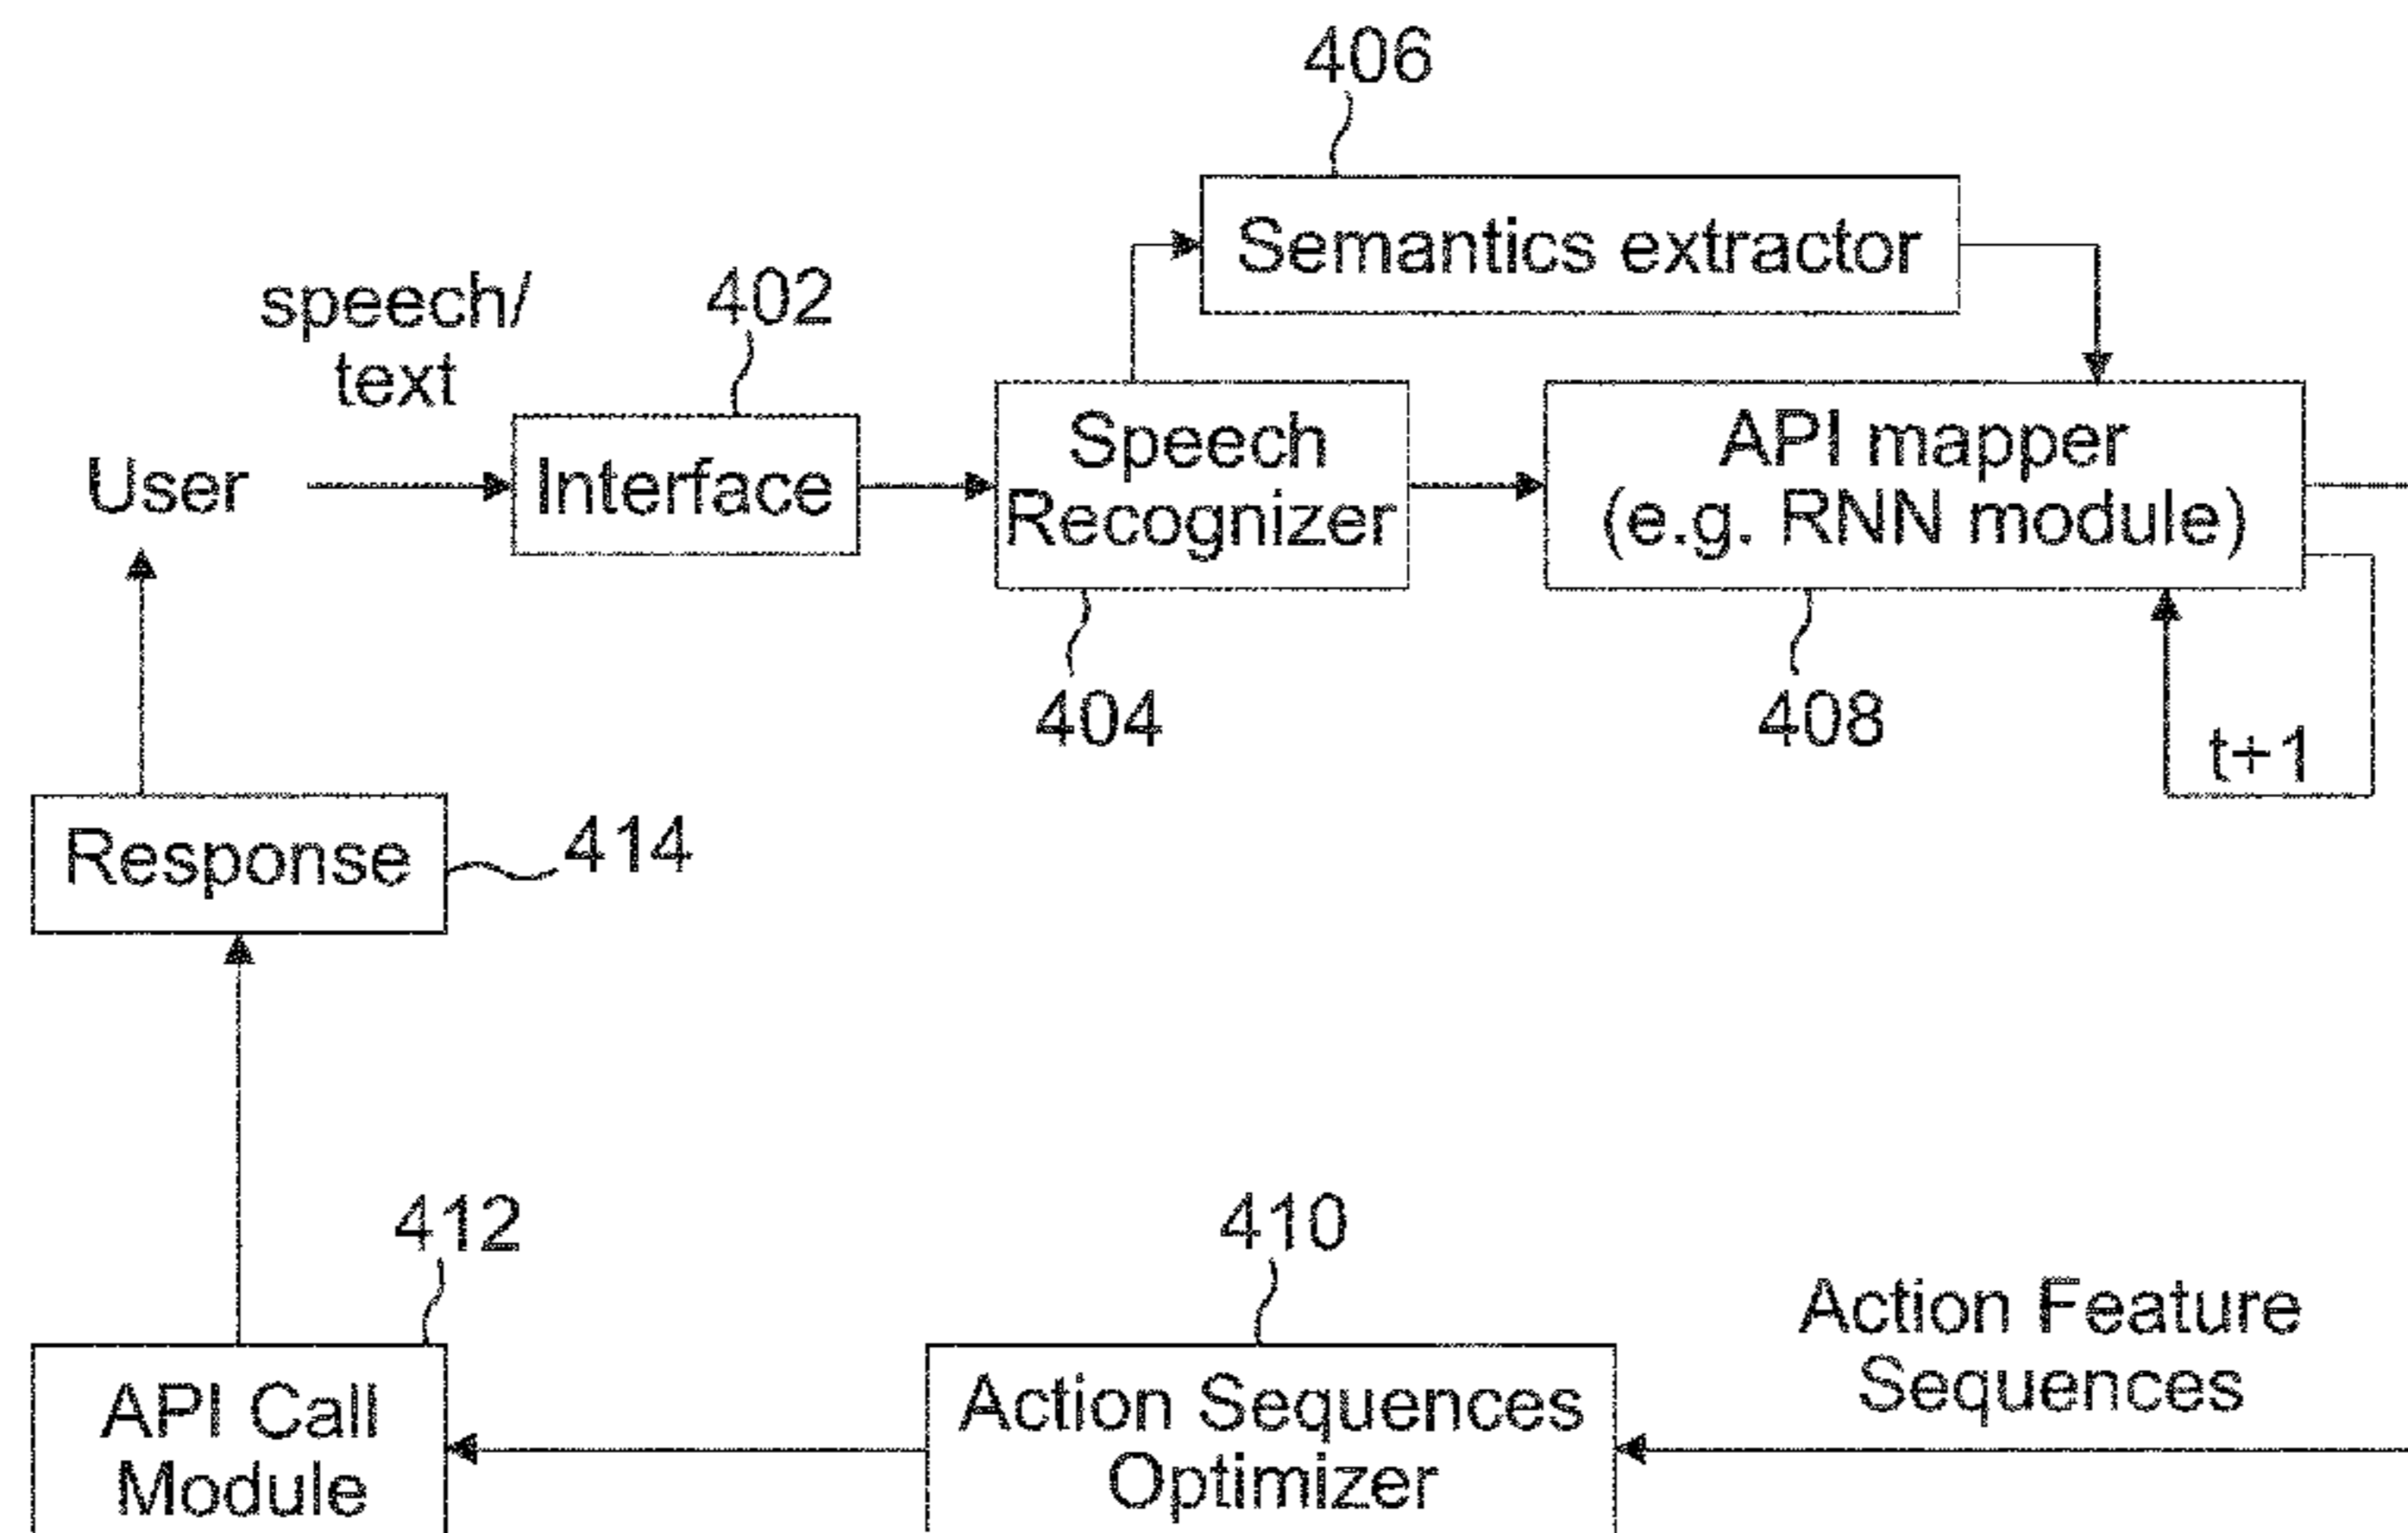 406
Semantics extractor
speech/
text
402
User
Interface
Speech
Recognizer
API mapper
(e.g. RNN module)
404
408
t+1
Response
414
412
410
Action Feature
Sequences
API Call
Module
Action Sequences
Optimizer